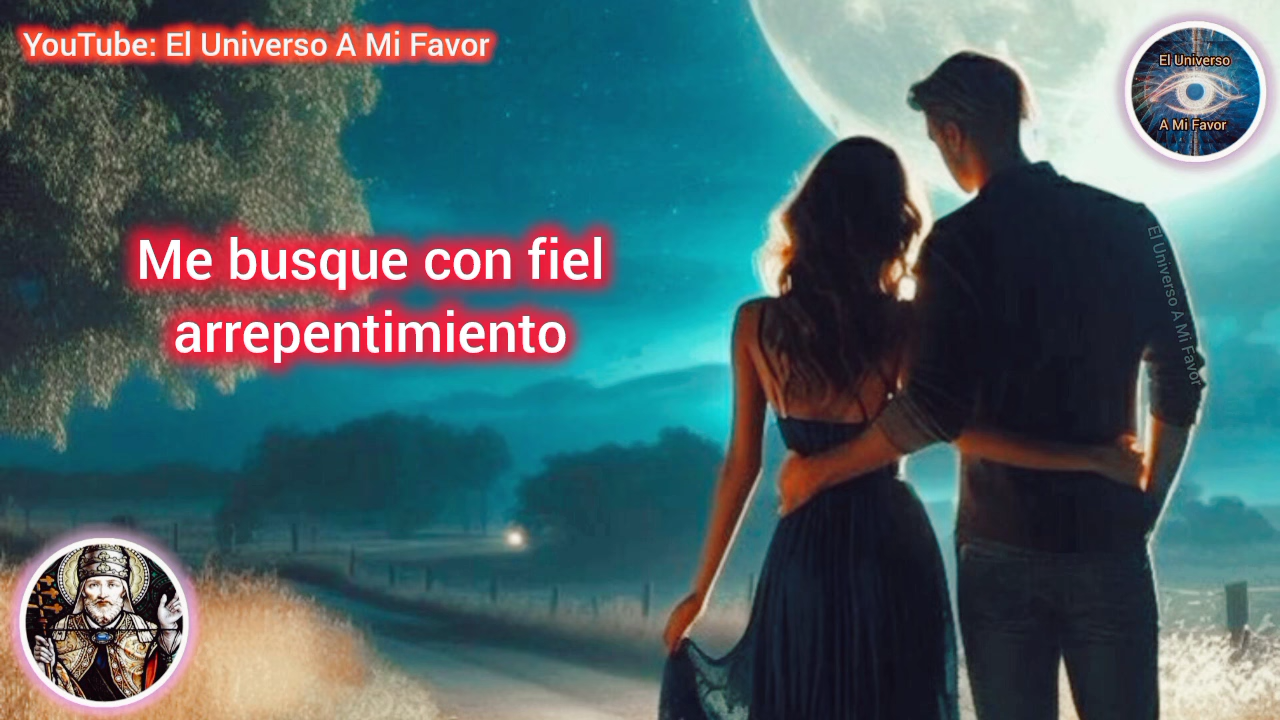 YouTube: El Universo A Mi Favor
El Universo
A Mi Favor
Me busque con fiel
arrepentimiento
El Universo A Mi Favor